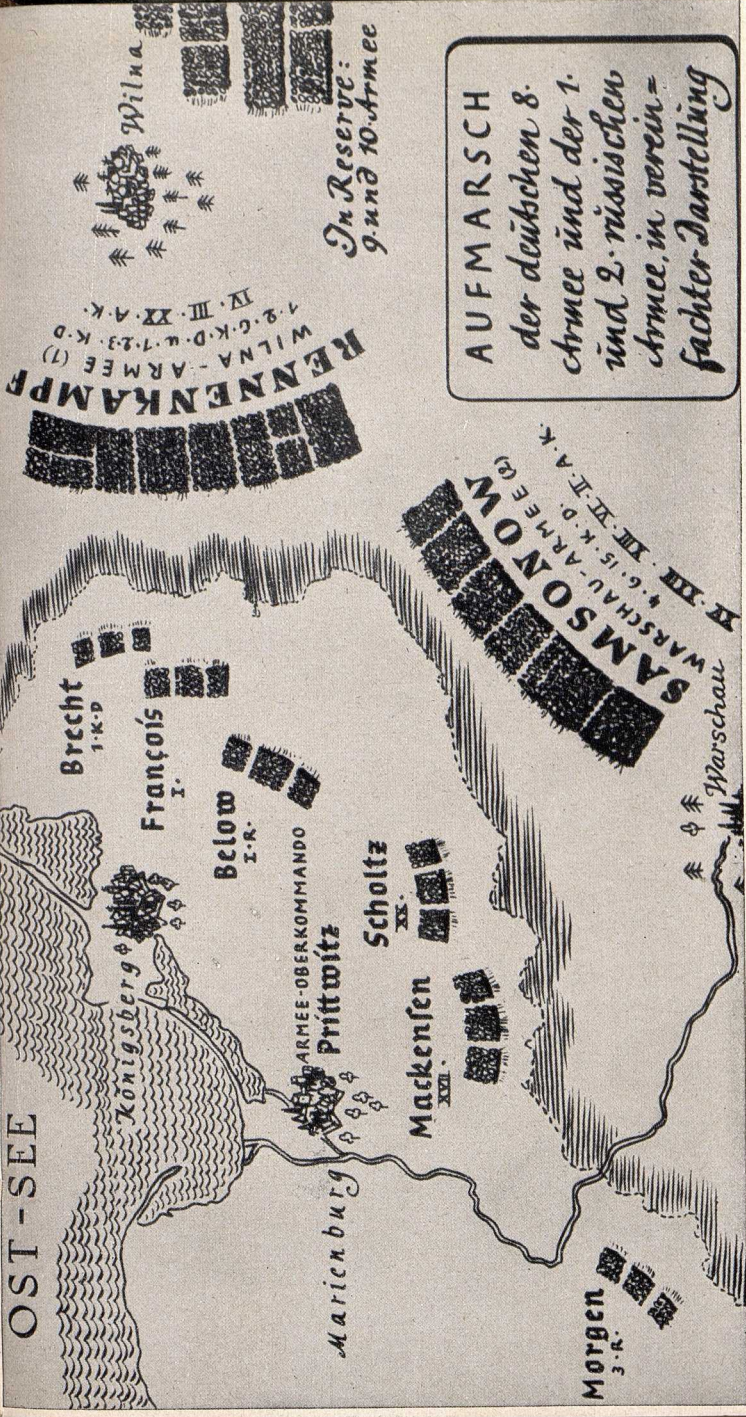 OST-SEE
Königsberg
Marienburg
ARMEE-OBERKOMMANDO
Prittwitz
Brecht
1·K·D
François
I·
Below
I·R·
Scholtz
XX·
Mackensen
XVII·
Morgen
3·R·
Wilna
In Reserve:
9·und 10·Armee
RENNENKAMPF
WILNA-ARMEE (1)
1·2·G·K·D·u·1·2·3·K·D
IV·III·XX·A·K·
SAMSONOW
WARSCHAU-ARMEE (2)
4·6·15·K·D·
XV·XIII·XIII·VI·II·A·K·
Warschau
AUFMARSCH
der deutschen 8·
Armee und der 1·
und 2·russischen
Armee, in verein=
fachter Darstellung